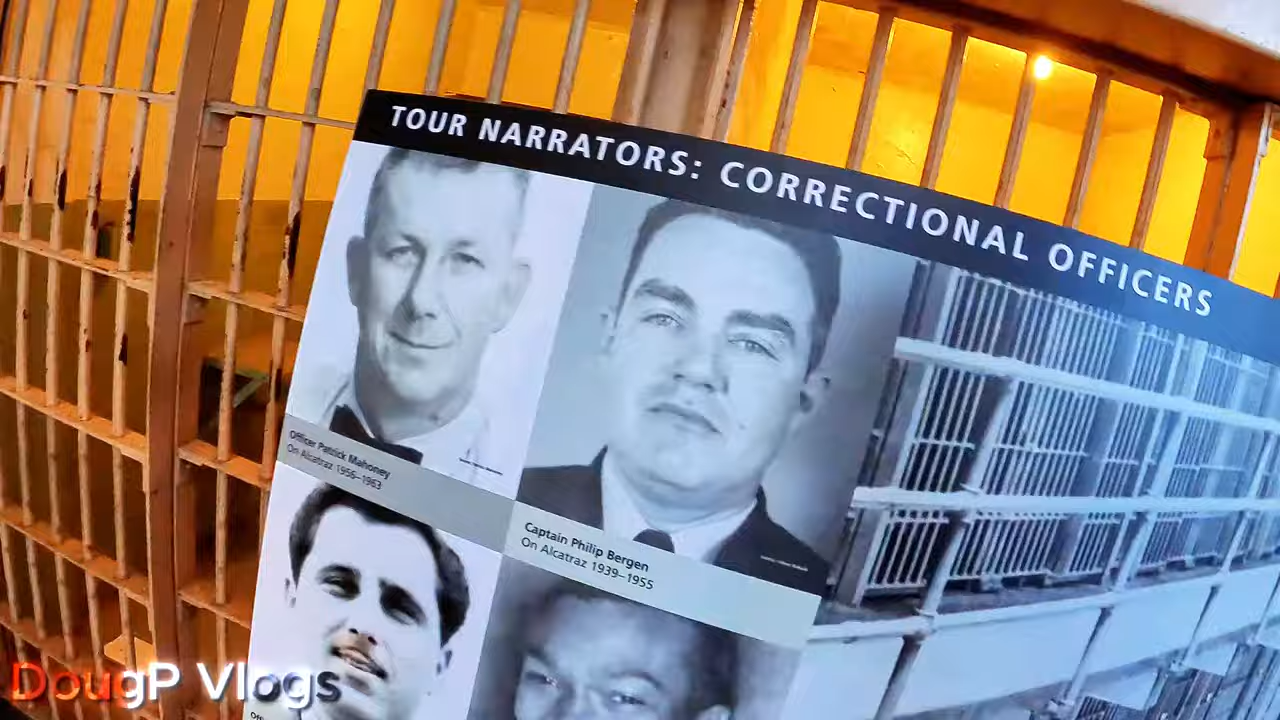 TOUR NARRATORS: CORRECTIONAL OFFICERS
Officer Patrick Mahoney
On Alcatraz 1956–1963
Captain Philip Bergen
On Alcatraz 1939–1955
DougP Vlogs